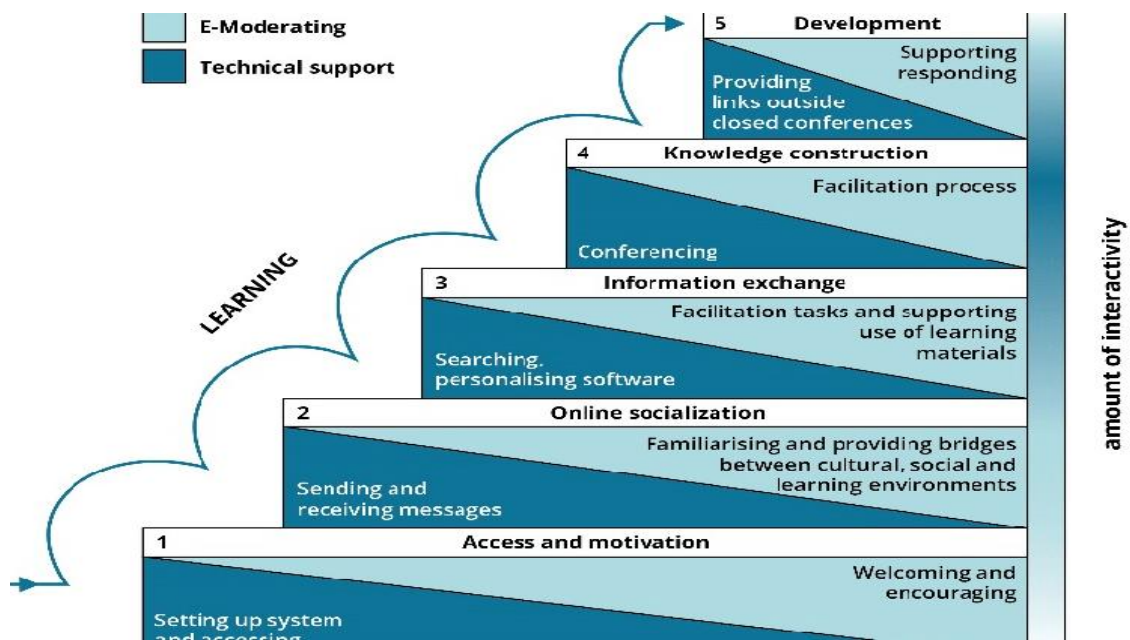 E-Moderating
Technical support
5 Development
Supporting
responding
Providing
links outside
closed conferences
4 Knowledge construction
Facilitation process
Conferencing
3 Information exchange
Facilitation tasks and supporting
use of learning
materials
Searching.
personalising software
2 Online socialization
Familiarising and providing bridges
between cultural, social and
learning environments
Sending and
receiving messages
1 Access and motivation
Welcoming and
encouraging
Setting up system
and accessing
LEARNING
amount of interactivity